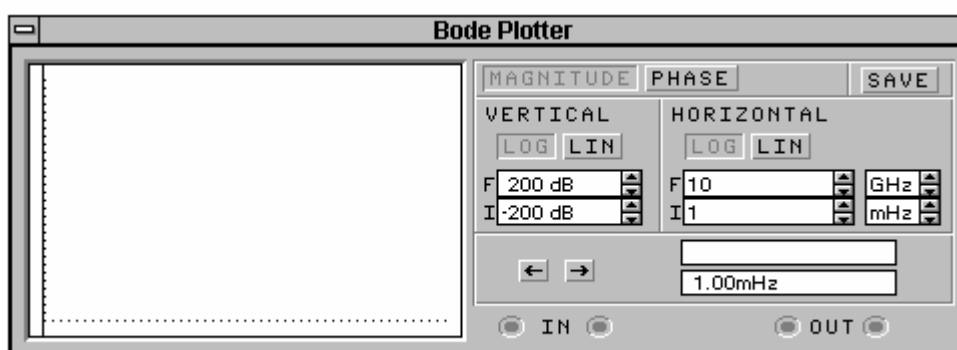 Bode Plotter
MAGNITUDE PHASE SAVE
VERTICAL HORIZONTAL
LOG LIN LOG LIN
F 200 dB F 10 GHz
I -200 dB I 1 mHz
← →
1.00mHz
IN OUT